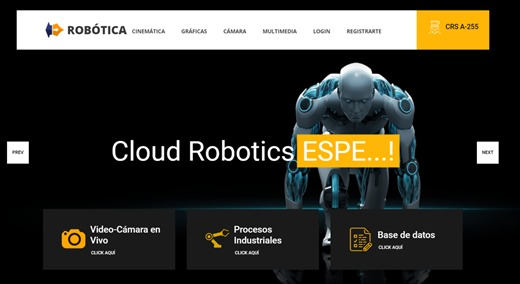 ROBÓTICA
CINEMÁTICA GRÁFICAS CÁMARA MULTIMEDIA LOGIN REGISTRARTE
CRS A-255
PREV
Cloud Robotics ESPE...!
NEXT
Video-Cámara en
Vivo
CLICK AQUÍ
Procesos
Industriales
CLICK AQUÍ
Base de datos
CLICK AQUÍ